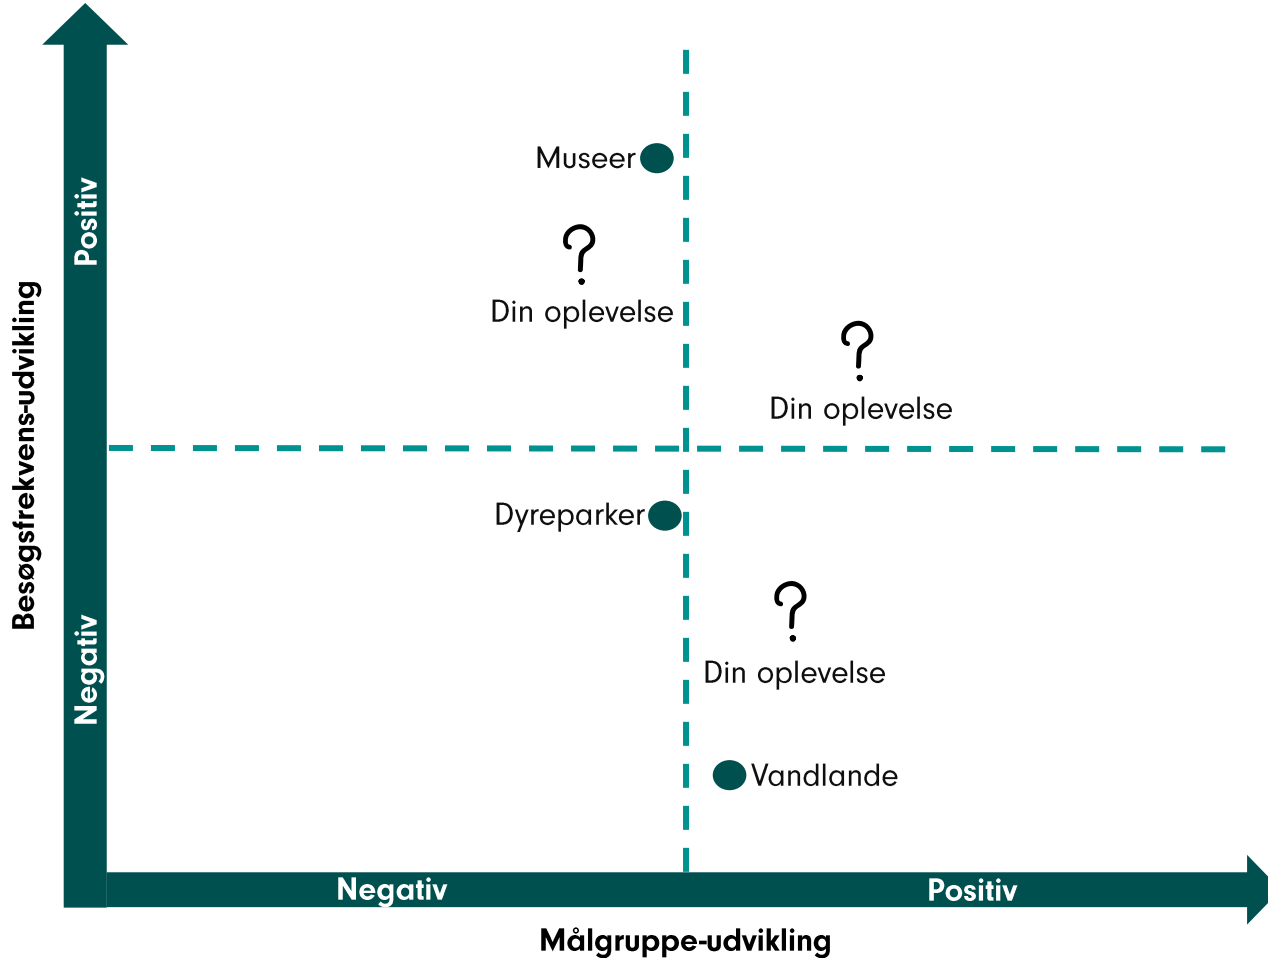 Besøgsfrekvens-udvikling
Positiv
Negativ
Museer
?
Din oplevelse
?
Din oplevelse
Dyreparker
?
Din oplevelse
Vandlande
Negativ
Positiv
Målgruppe-udvikling